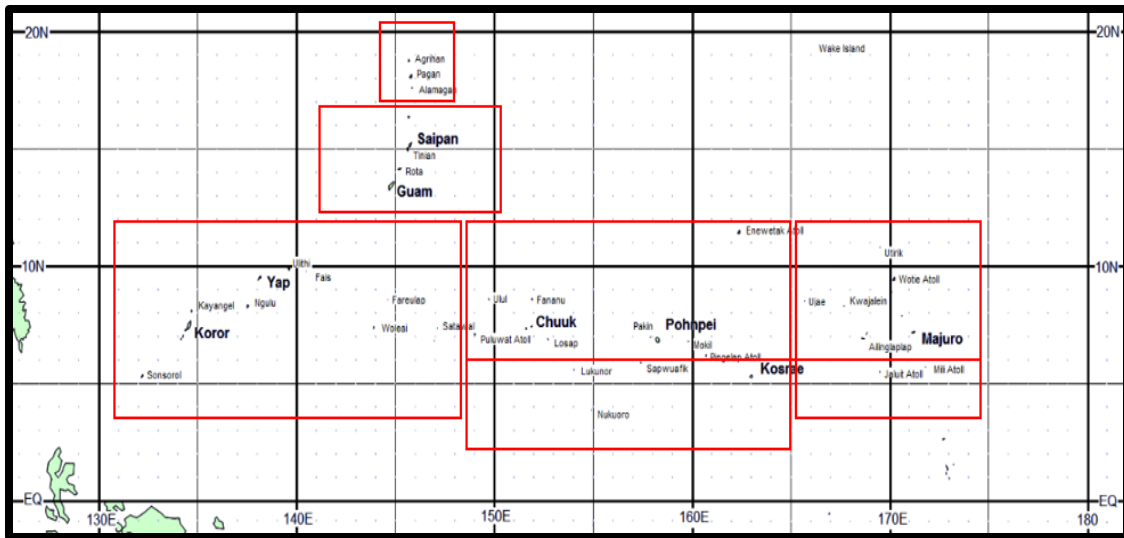 20N
20N
Wake Island
Agrihan
Pagan
Alamagan
Saipan
Tinian
Rota
Guam
Enewetak Atoll
Utirik
10N
10N
Ulithi
Fais
Yap
Wotie Atoll
Kayangel
Ngulu
Faraulap
Ulul
Fananu
Ujae
Kwajalein
Koror
Woleai
Satawal
Chuuk
Pakin
Pohnpei
Puluwat Atoll
Losap
Mokil
Majuro
Ailinglaplap
Pingelap Atoll
Sonsorol
Lukunor
Sapwuafik
Kosrae
Jaluit Atoll
Mili Atoll
Nukuoro
EQ
EQ
130E
140E
150E
160E
170E
180